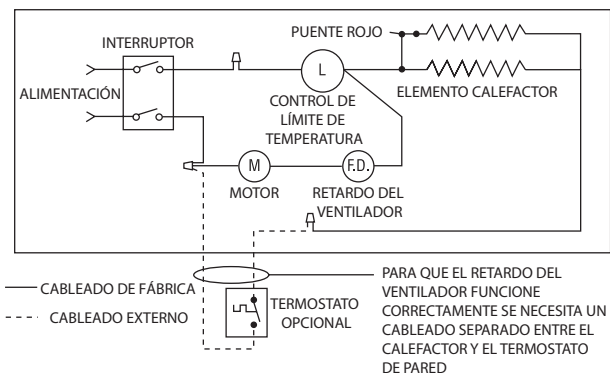 PUENTE ROJO
INTERRUPTOR
L
ALIMENTACIÓN
ELEMENTO CALEFACTOR
CONTROL DE
LÍMITE DE
TEMPERATURA
M
F.D.
MOTOR
RETARDO DEL
VENTILADOR
CABLEADO DE FÁBRICA
CABLEADO EXTERNO
TERMOSTATO
OPCIONAL
PARA QUE EL RETARDO DEL
VENTILADOR FUNCIONE
CORRECTAMENTE SE NECESITA UN
CABLEADO SEPARADO ENTRE EL
CALEFACTOR Y EL TERMOSTATO
DE PARED